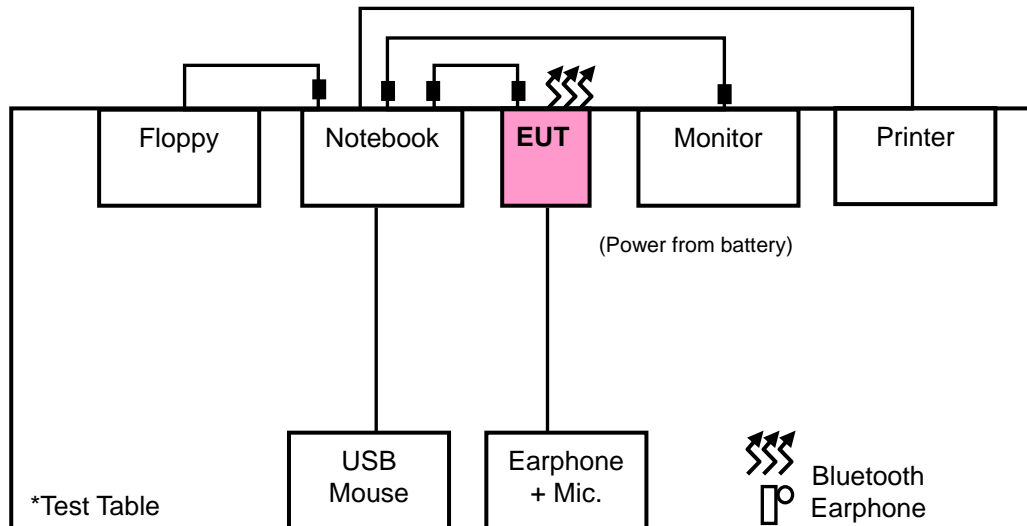 Floppy
Notebook
EUT
Monitor
Printer
(Power from battery)
USB
Mouse
Earphone
+ Mic.
Bluetooth
Earphone
*Test Table